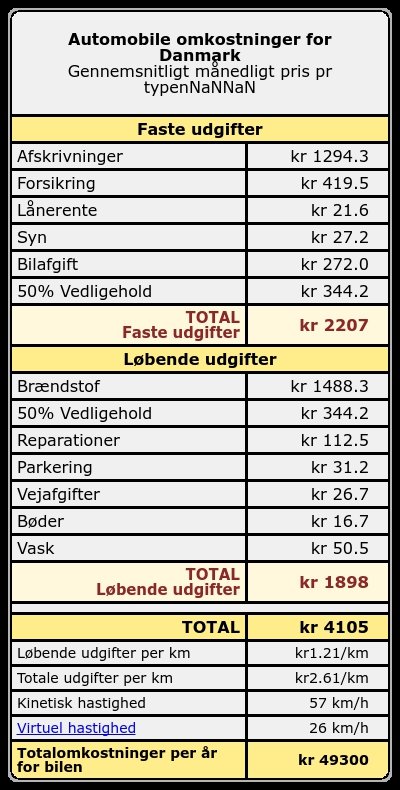 Automobile omkostninger for
Danmark
Gennemsnitligt månedligt pris pr
typenNaNNaN
Faste udgifter
Afskrivninger kr 1294.3
Forsikring kr 419.5
Lånerente kr 21.6
Syn kr 27.2
Bilafgift kr 272.0
50% Vedligehold kr 344.2
TOTAL
Faste udgifter kr 2207
Løbende udgifter
Brændstof kr 1488.3
50% Vedligehold kr 344.2
Reparationer kr 112.5
Parkering kr 31.2
Vejafgifter kr 26.7
Bøder kr 16.7
Vask kr 50.5
TOTAL
Løbende udgifter kr 1898
TOTAL kr 4105
Løbende udgifter per km kr1.21/km
Totale udgifter per km kr2.61/km
Kinetisk hastighed 57 km/h
Virtuel hastighed 26 km/h
Totalomkostninger per år
for bilen kr 49300